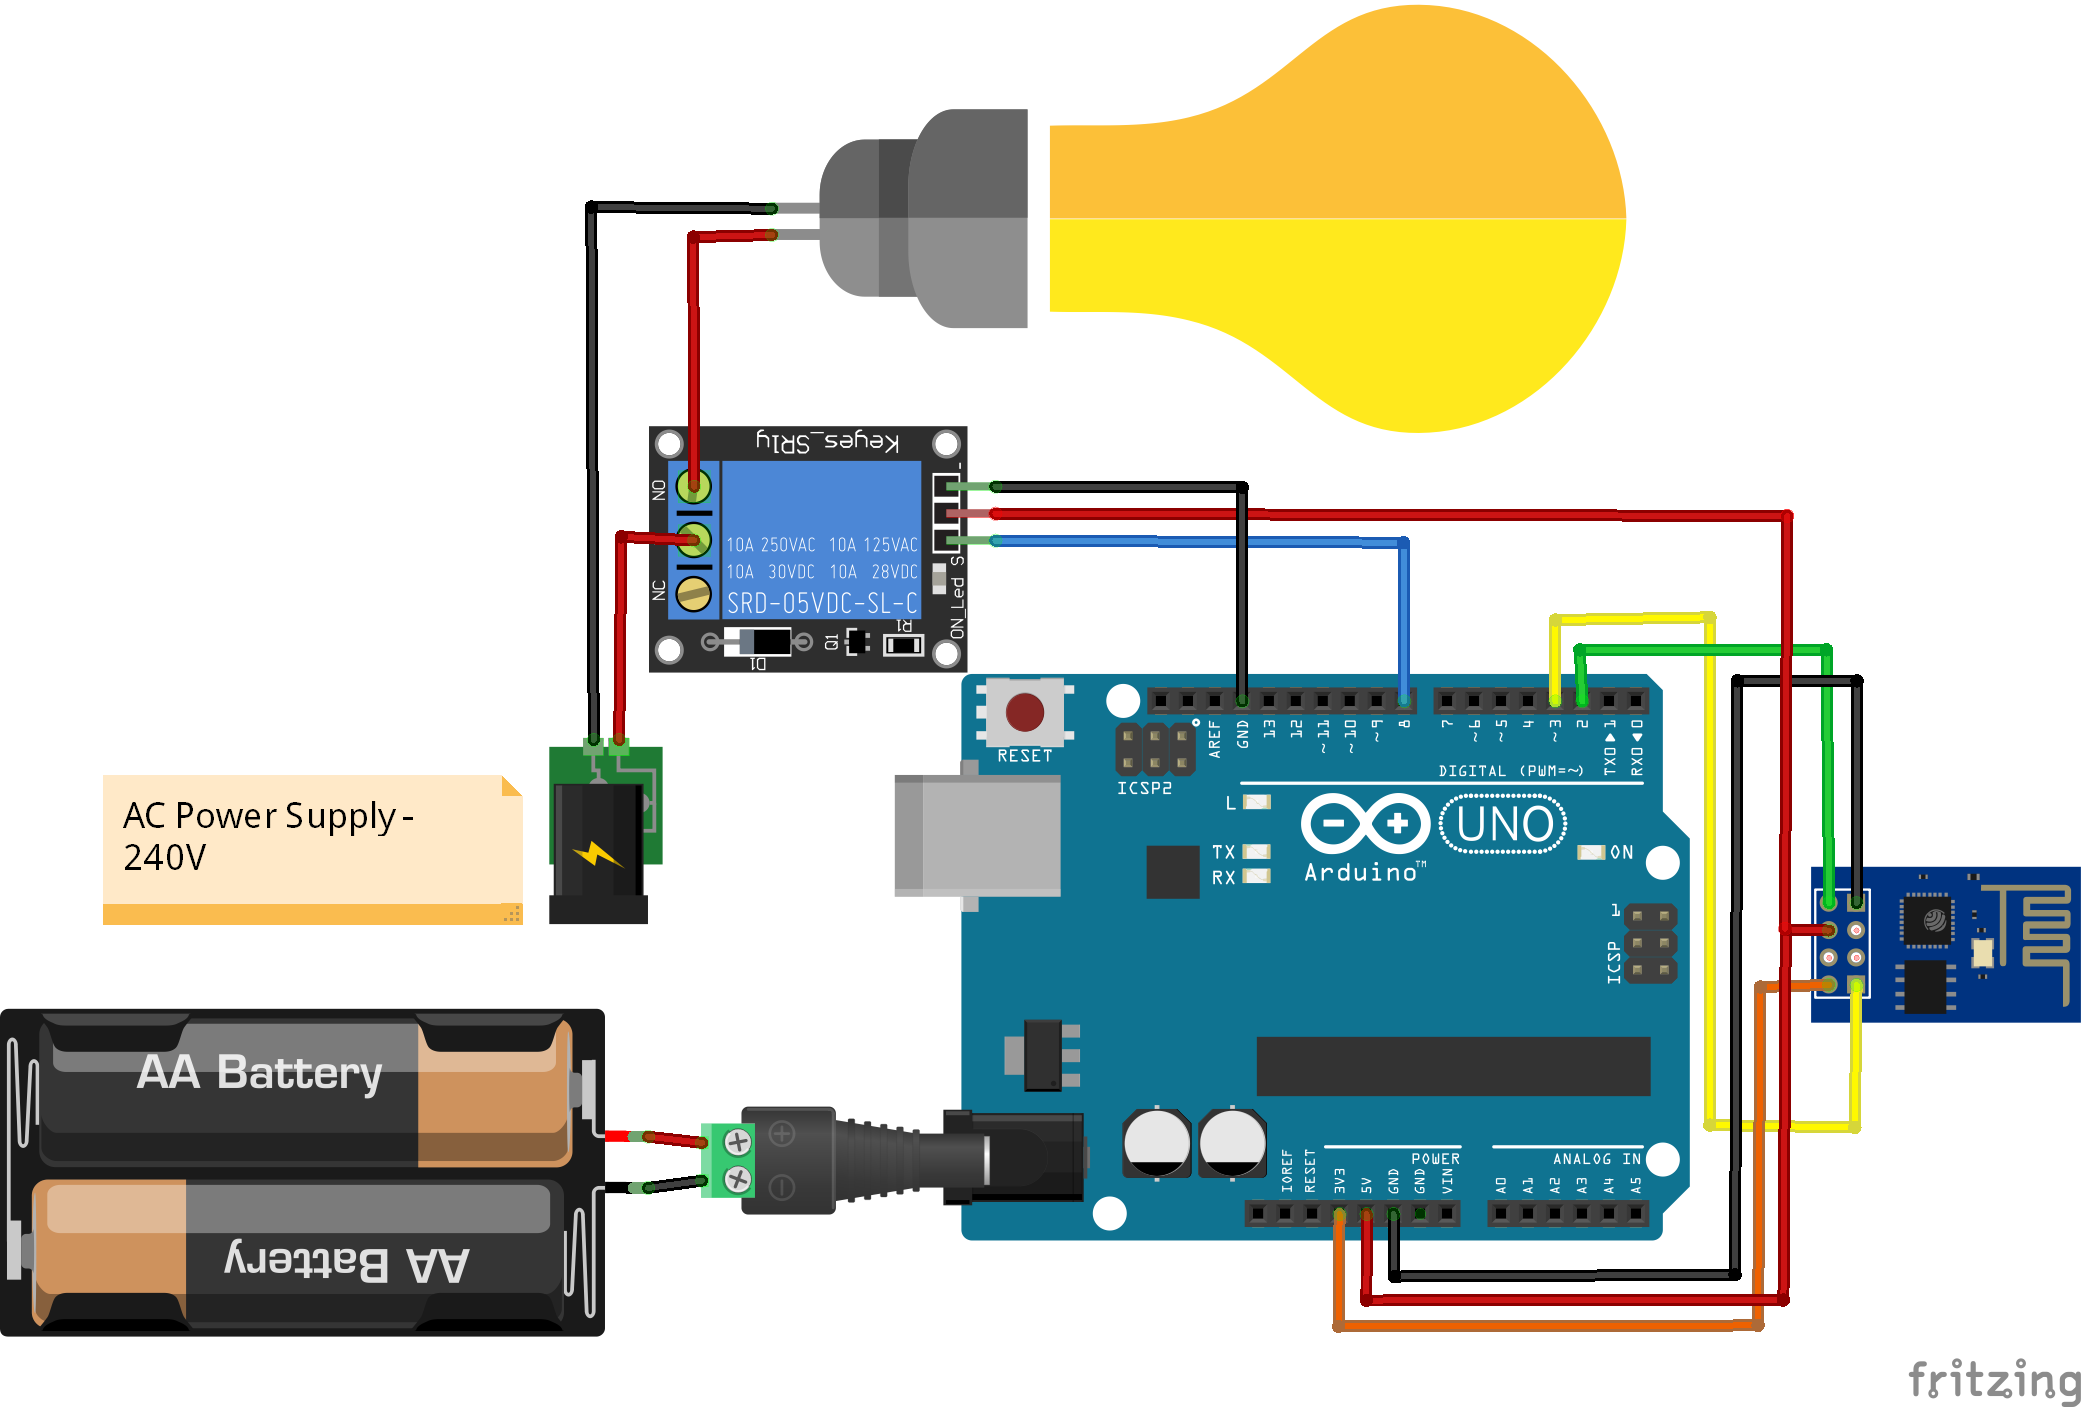 Keyes_SR1y
-
NO
10A 250VAC 10A 125VAC
10A 30VDC 10A 28VDC
NC
SRD-05VDC-SL-C
S
ON_Led
R1
Q1
D1
RESET
AREF
GND
13
12
~11
~10
~9
8
7
~6
~5
4
~3
2
TX0▶1
RX0◀0
ICSP2
DIGITAL (PWM=~)
L
TX
RX
UNO
Arduino™
ON
1
ICSP
AC Power Supply -
240V
AA Battery
AA Battery
POWER
ANALOG IN
IOREF
RESET
3V3
5V
GND
GND
VIN
A0
A1
A2
A3
A4
A5
fritzing